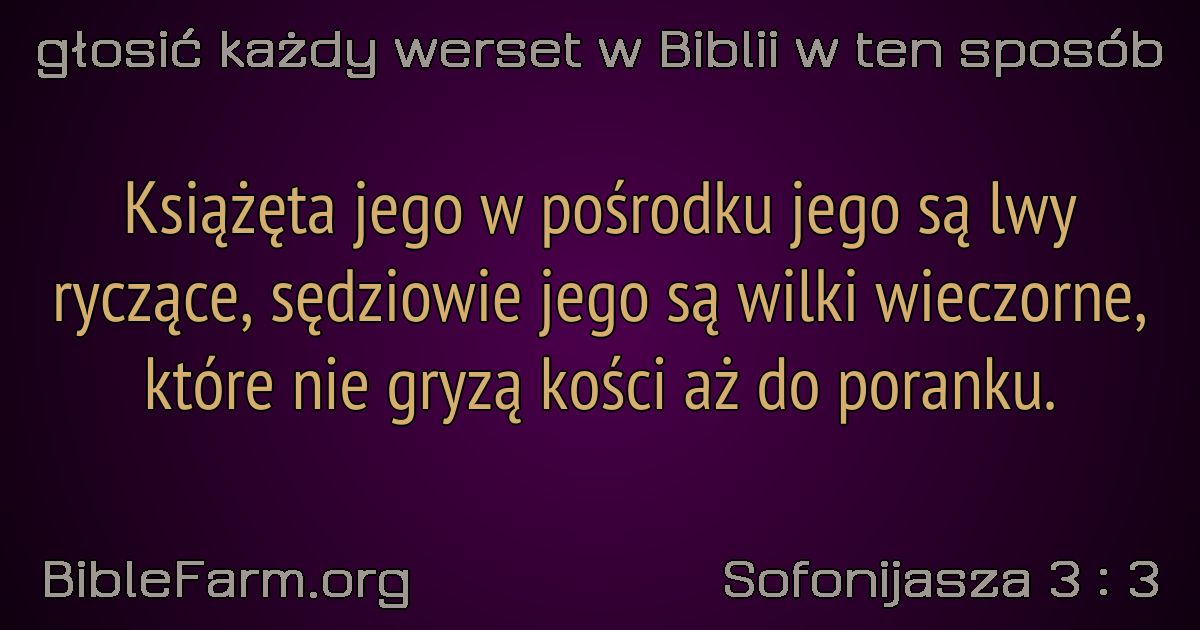 głosić każdy werset w Biblii w ten sposób
Książęta jego w pośrodku jego są lwy
ryczące, sędziowie jego są wilki wieczorne,
które nie gryzą kości aż do poranku.
BibleFarm.org
Sofonijasza 3 : 3